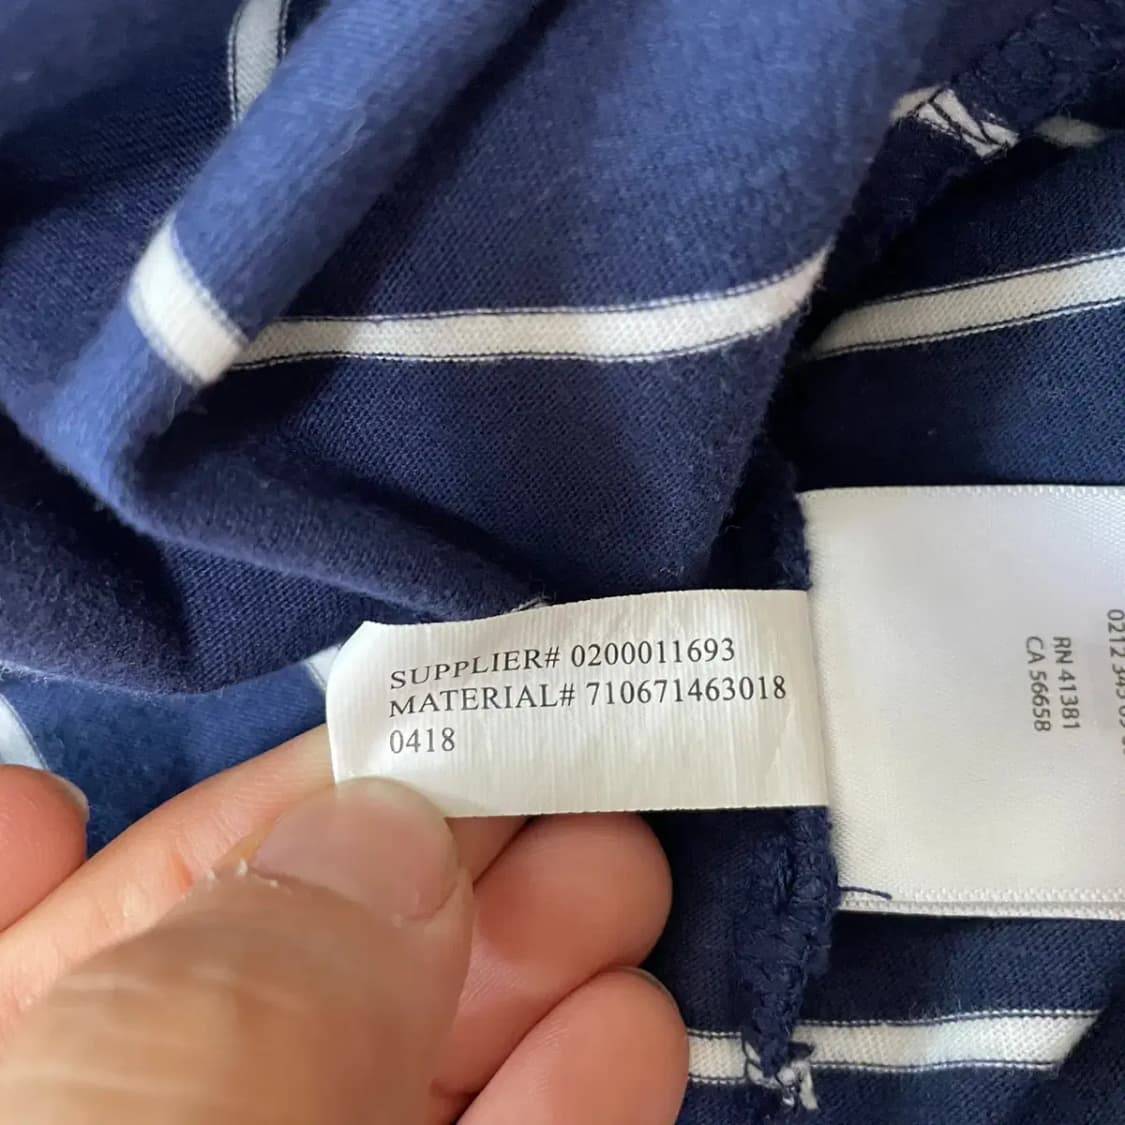 SUPPLIER# 0200011693
MATERIAL# 710671463018
0418
RN 41381
CA 56658